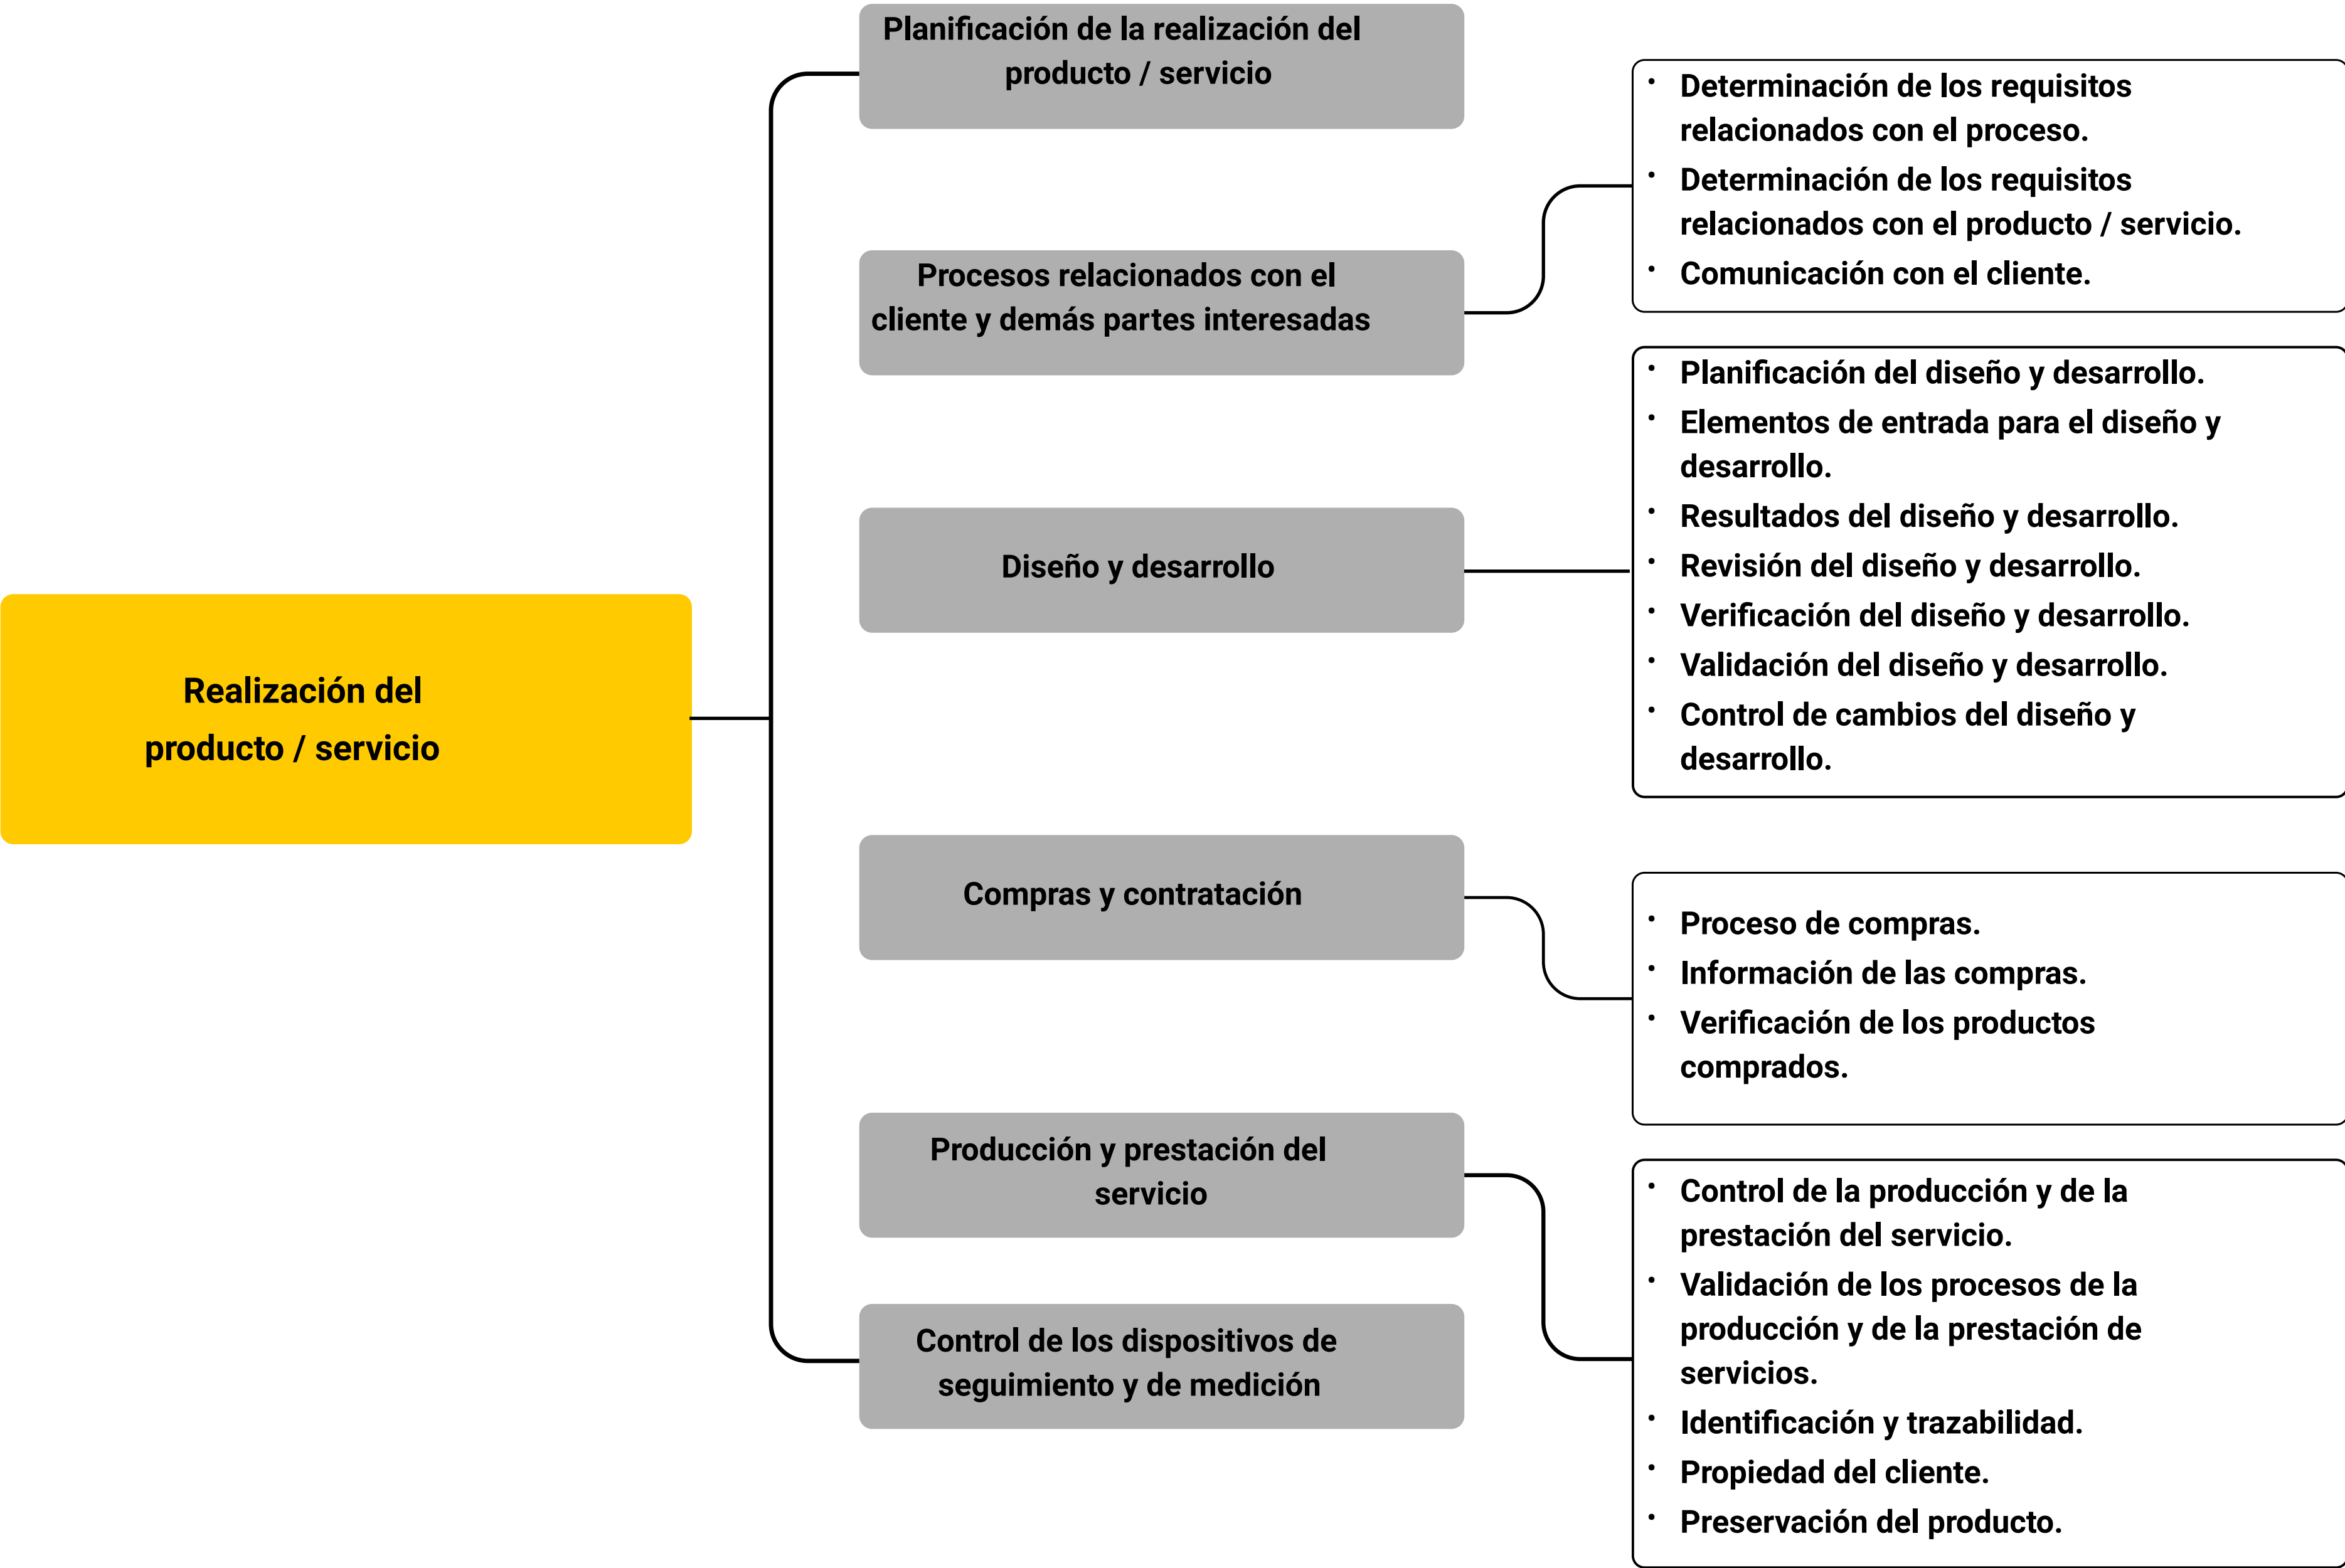 Realización del
producto / servicio
Planificación de la realización del
producto / servicio
Procesos relacionados con el
cliente y demás partes interesadas
• Determinación de los requisitos
relacionados con el proceso.
• Determinación de los requisitos
relacionados con el producto / servicio.
• Comunicación con el cliente.
Diseño y desarrollo
• Planificación del diseño y desarrollo.
• Elementos de entrada para el diseño y
desarrollo.
• Resultados del diseño y desarrollo.
• Revisión del diseño y desarrollo.
• Verificación del diseño y desarrollo.
• Validación del diseño y desarrollo.
• Control de cambios del diseño y
desarrollo.
Compras y contratación
• Proceso de compras.
• Información de las compras.
• Verificación de los productos
comprados.
Producción y prestación del
servicio
• Control de la producción y de la
prestación del servicio.
• Validación de los procesos de la
producción y de la prestación de
servicios.
• Identificación y trazabilidad.
• Propiedad del cliente.
• Preservación del producto.
Control de los dispositivos de
seguimiento y de medición